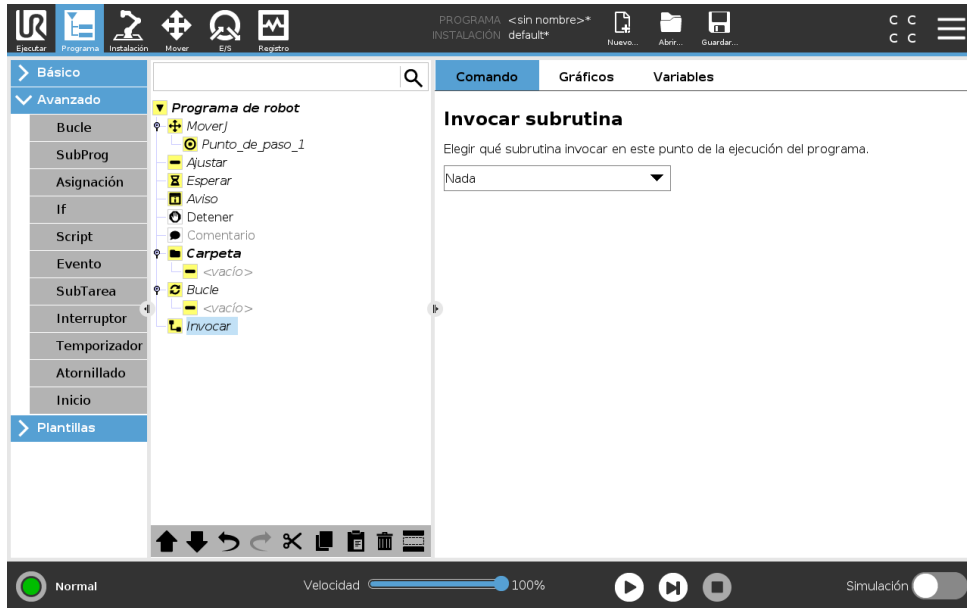 PROGRAMA <sin nombre>*
INSTALACIÓN default*
Ejecutar Programa Instalación Mover E/S Registro Nuevo... Abrir... Guardar...
C C
C C
Básico
Avanzado
Bucle
SubProg
Asignación
If
Script
Evento
SubTarea
Interruptor
Temporizador
Atornillado
Inicio
Plantillas
Programa de robot
MoverJ
Punto_de_paso_1
Ajustar
Esperar
Aviso
Detener
Comentario
Carpeta
<vacío>
Bucle
<vacío>
Invocar
Comando Gráficos Variables
Invocar subrutina
Elegir qué subrutina invocar en este punto de la ejecución del programa.
Nada
Normal Velocidad 100% Simulación